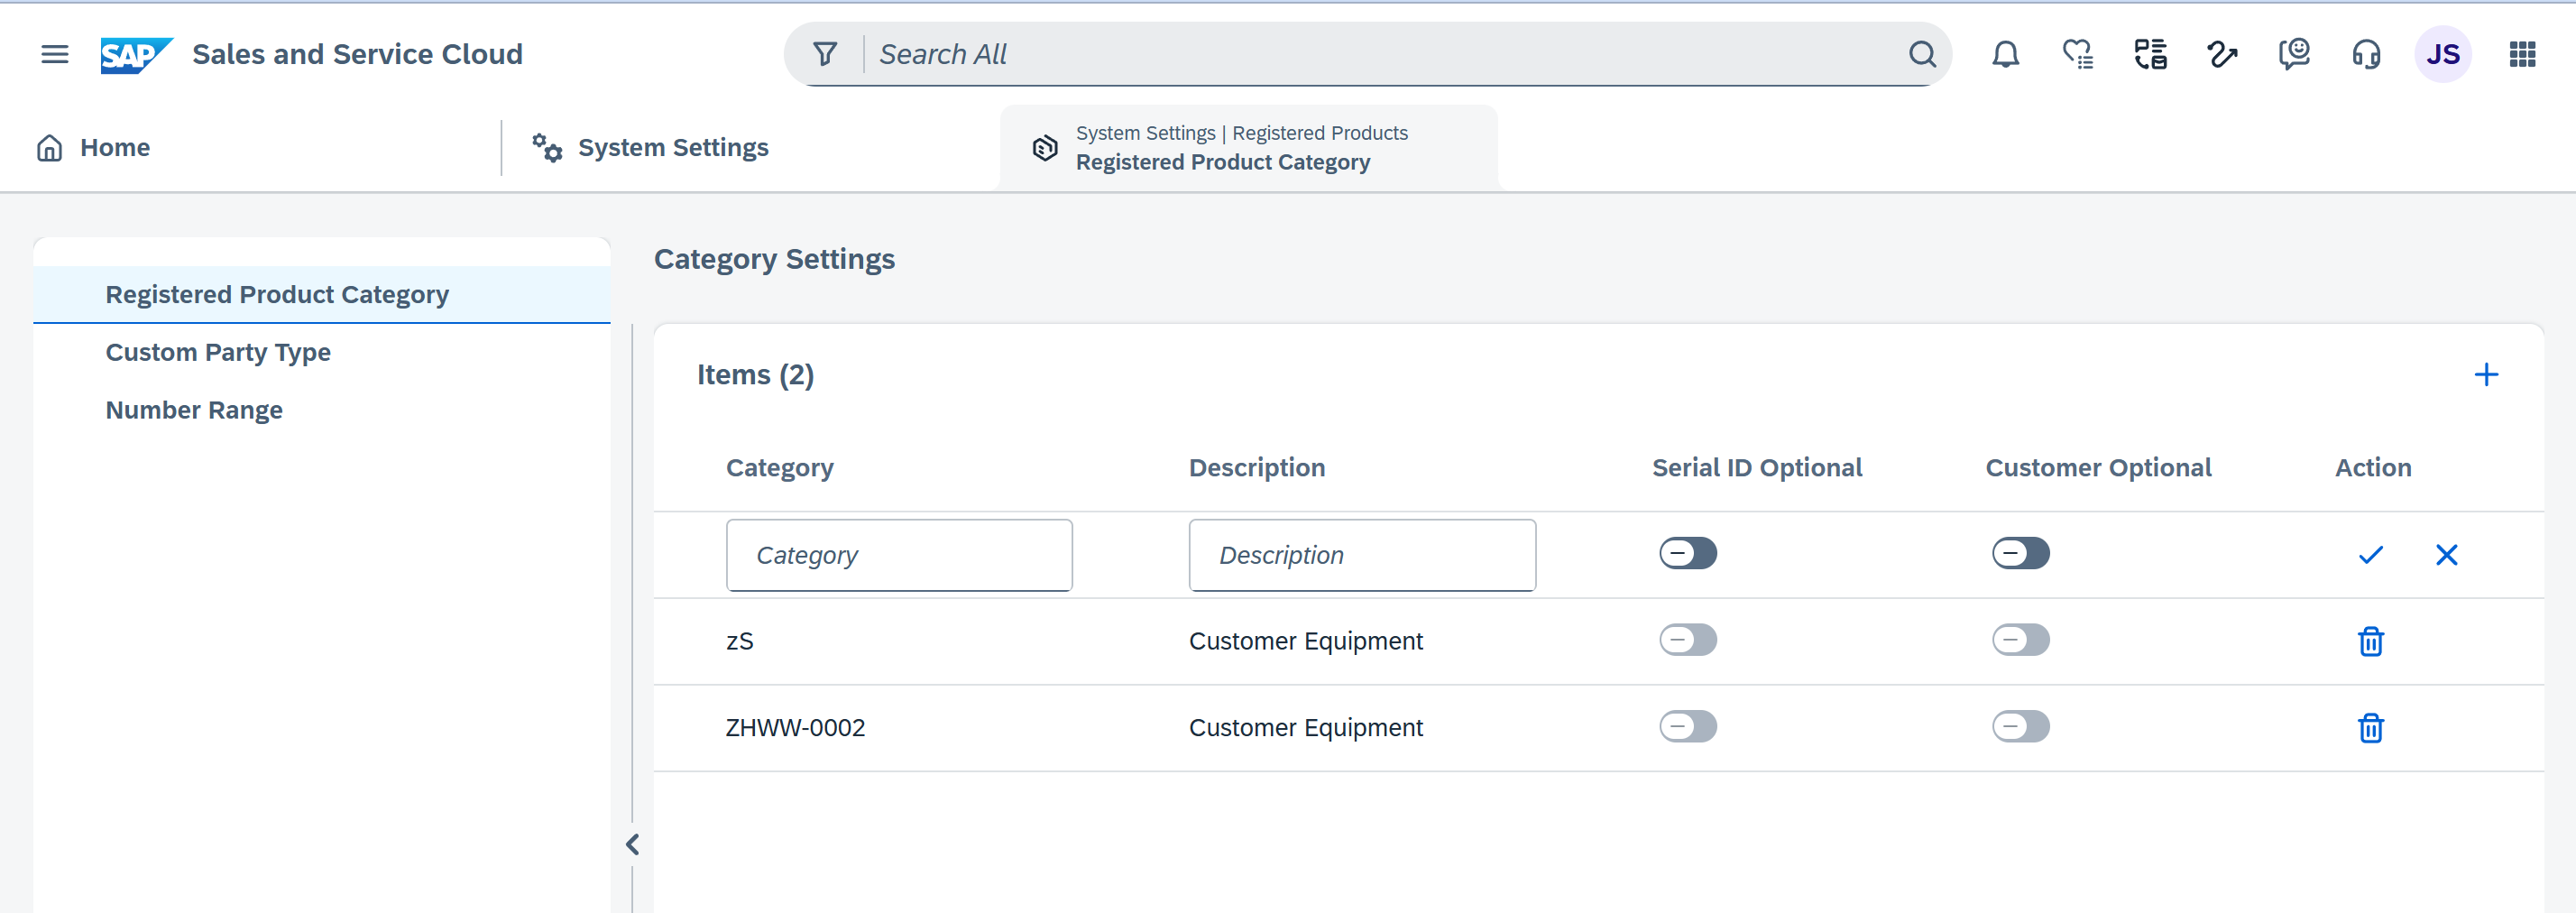 SAP Sales and Service Cloud
Search All
JS
Home
System Settings
System Settings | Registered Products
Registered Product Category
Registered Product Category
Custom Party Type
Number Range
Category Settings
Items (2)
Category Description Serial ID Optional Customer Optional Action
Category Description
zS Customer Equipment
ZHWW-0002 Customer Equipment